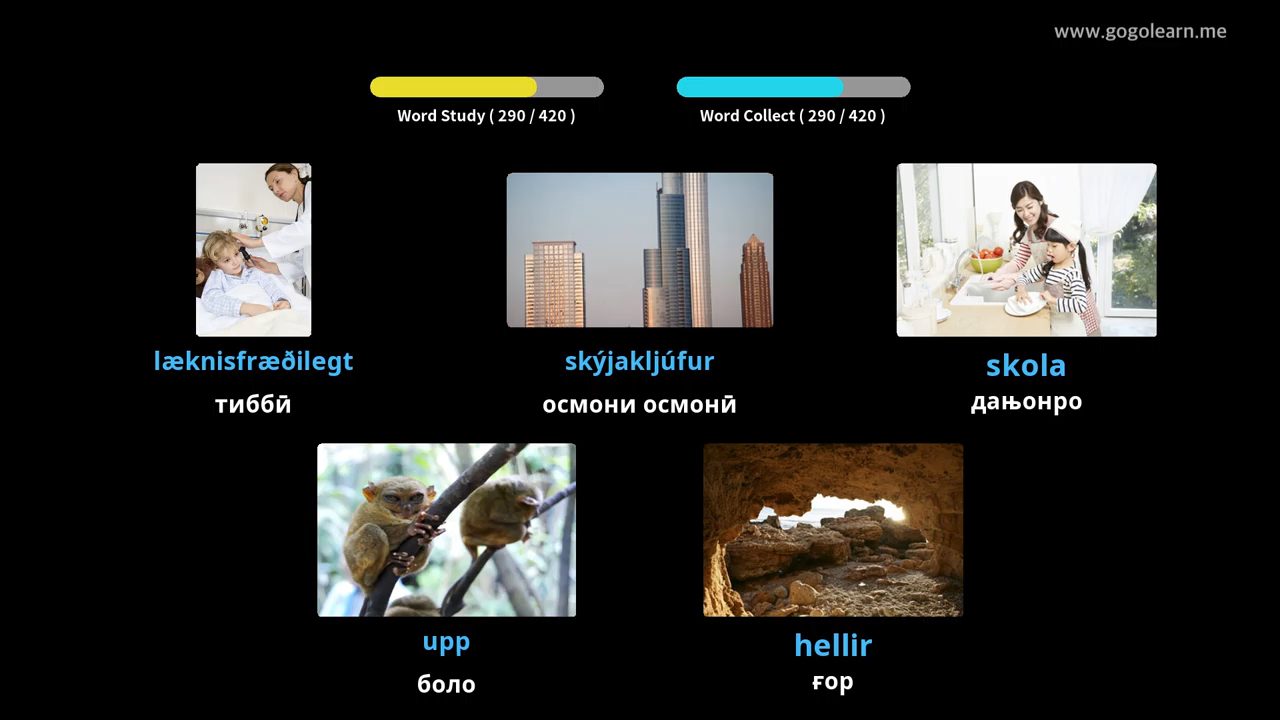 www.gogolearn.me
Word Study ( 290 / 420 )
Word Collect ( 290 / 420 )
læknisfræðilegt
тиббӣ
skýjakljúfur
осмони осмонӣ
skola
дањонро
upp
боло
hellir
ғор